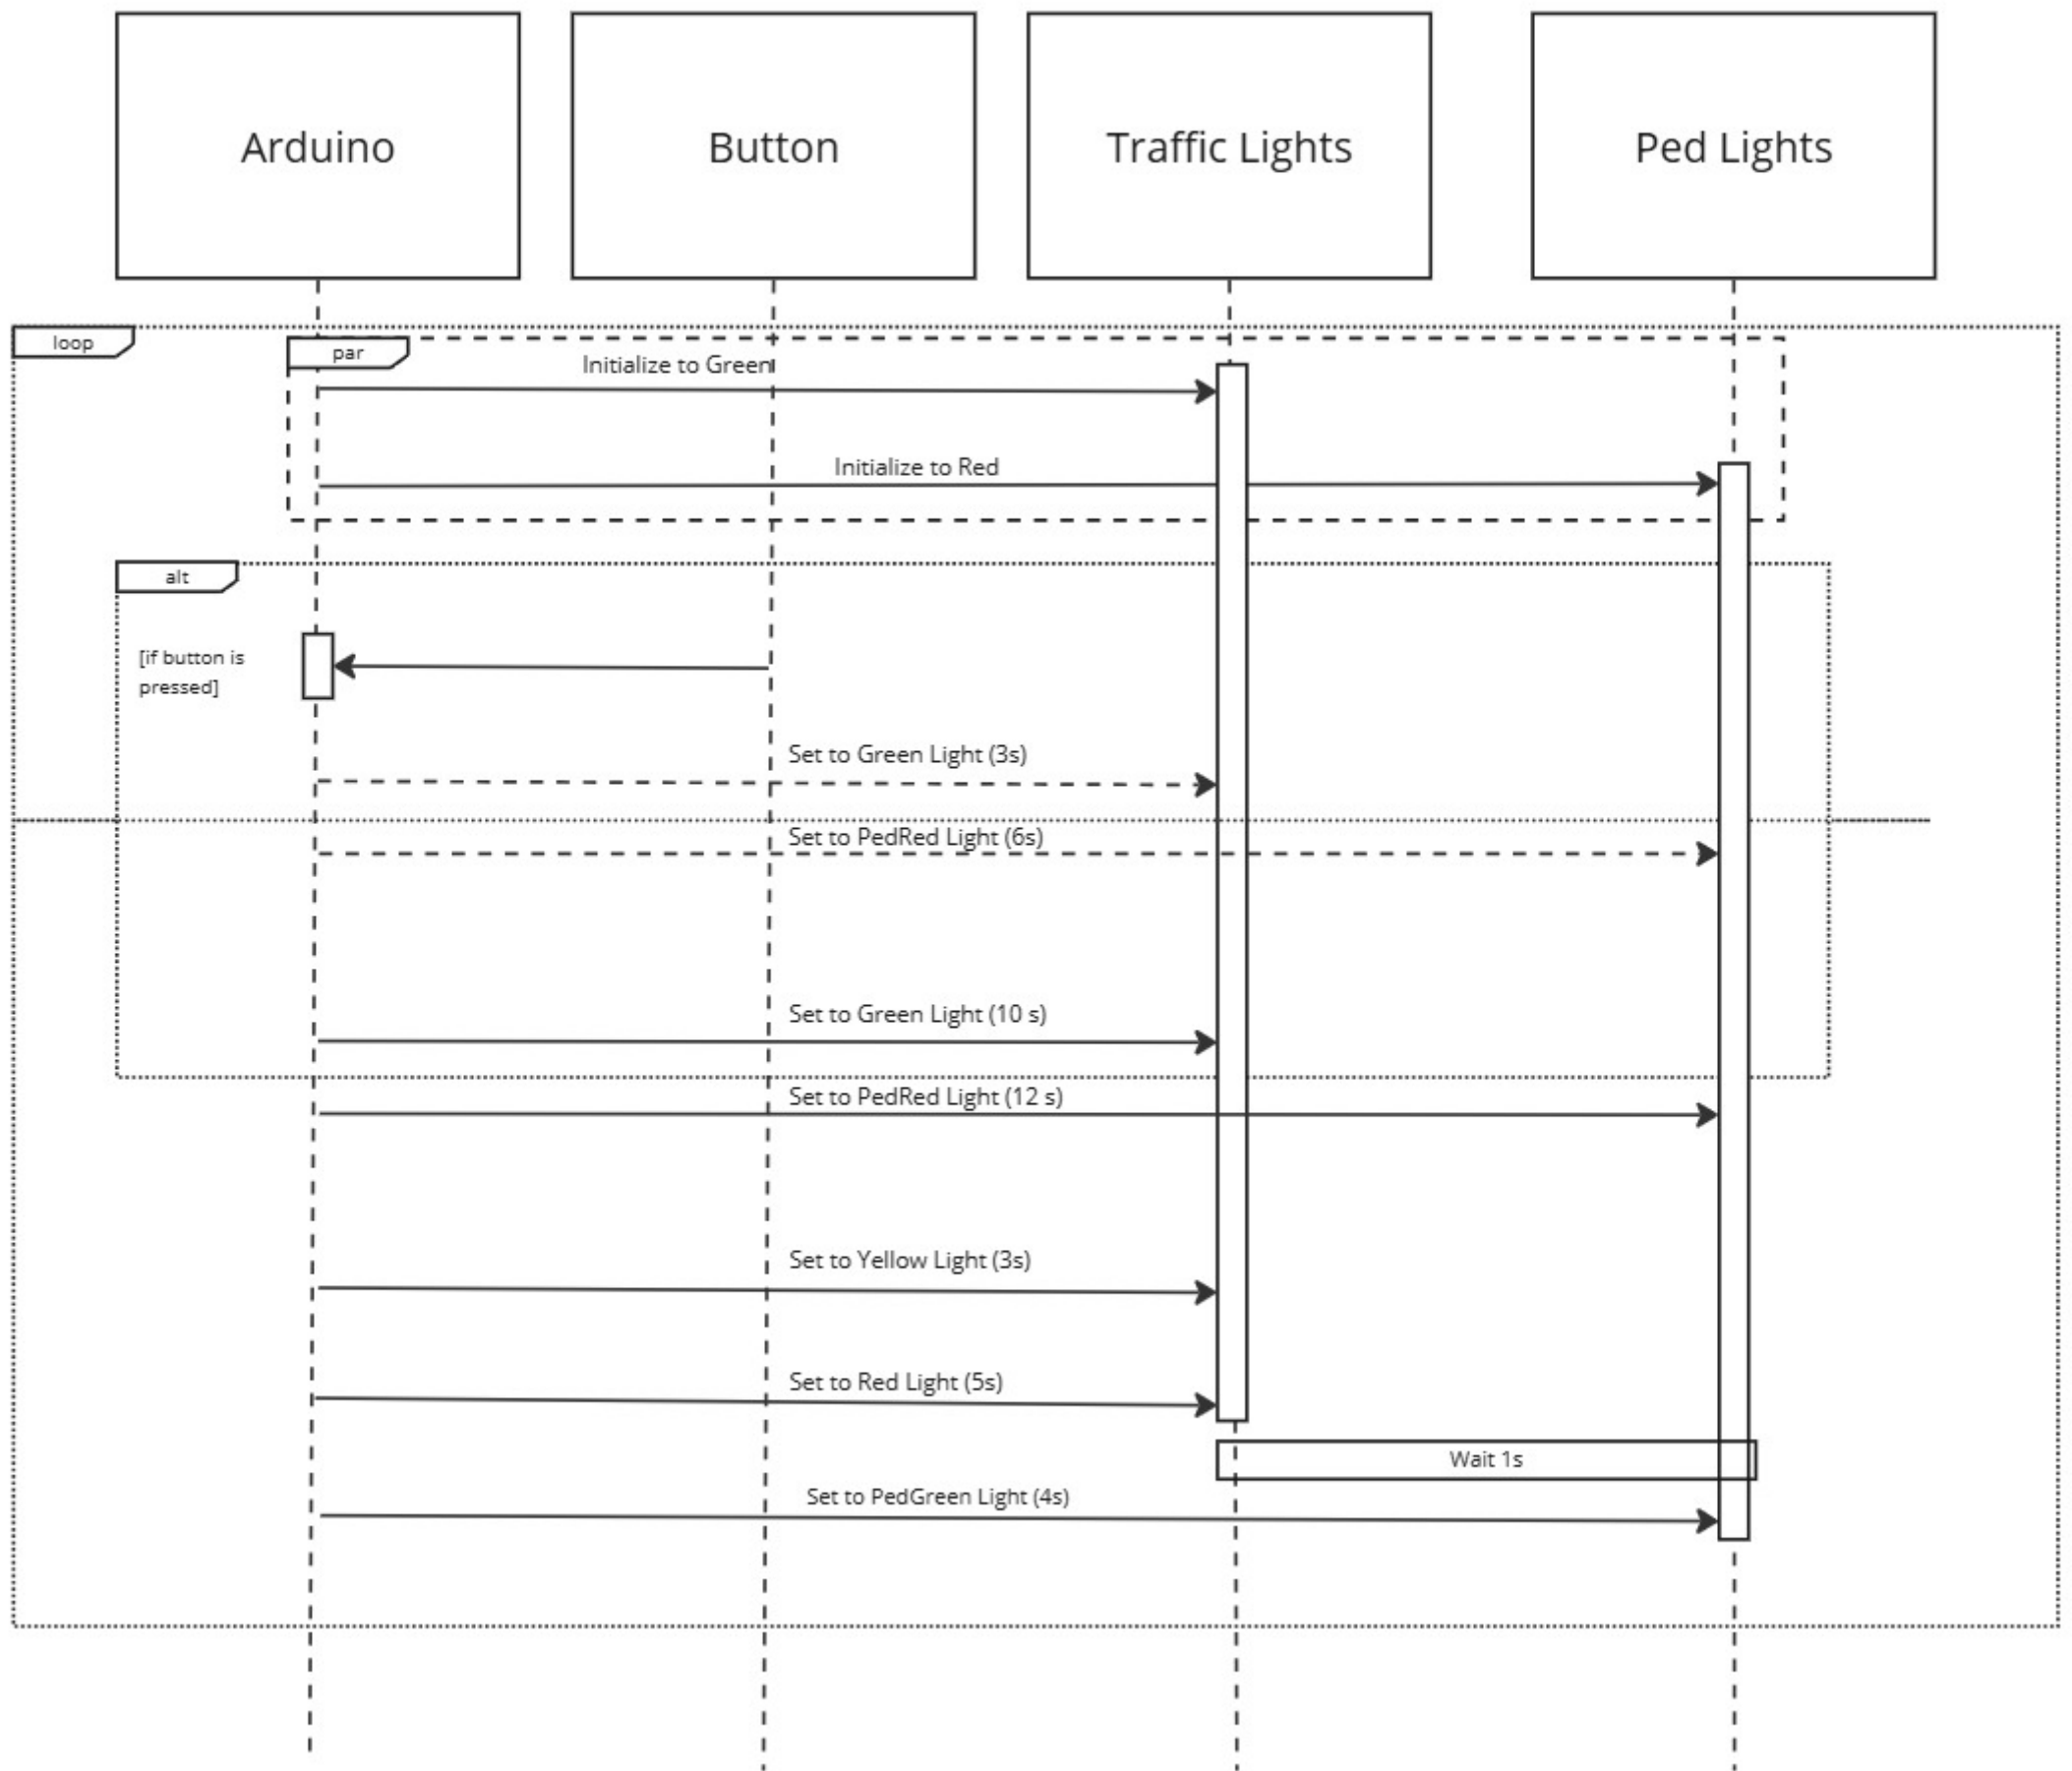 Arduino
Button
Traffic Lights
Ped Lights
loop
par
Initialize to Green
Initialize to Red
alt
[if button is
pressed]
Set to Green Light (3s)
Set to PedRed Light (6s)
Set to Green Light (10 s)
Set to PedRed Light (12 s)
Set to Yellow Light (3s)
Set to Red Light (5s)
Wait 1s
Set to PedGreen Light (4s)